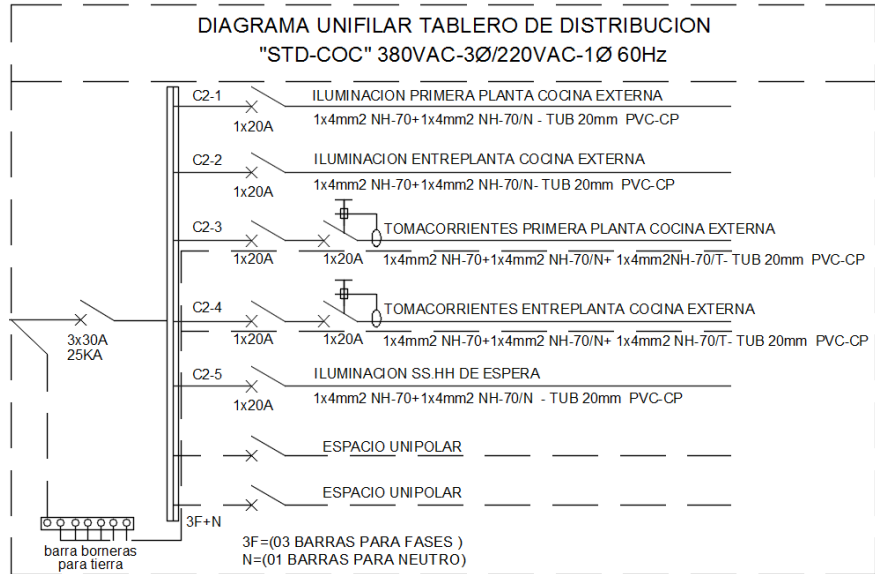 DIAGRAMA UNIFILAR TABLERO DE DISTRIBUCION
"STD-COC" 380VAC-3Ø/220VAC-1Ø 60Hz
C2-1
ILUMINACION PRIMERA PLANTA COCINA EXTERNA
1x20A
1x4mm2 NH-70+1x4mm2 NH-70/N - TUB 20mm PVC-CP
C2-2
ILUMINACION ENTREPLANTA COCINA EXTERNA
1x20A
1x4mm2 NH-70+1x4mm2 NH-70/N- TUB 20mm PVC-CP
C2-3
TOMACORRIENTES PRIMERA PLANTA COCINA EXTERNA
1x20A
1x20A
1x4mm2 NH-70+1x4mm2 NH-70/N+ 1x4mm2NH-70/T- TUB 20mm PVC-CP
C2-4
TOMACORRIENTES ENTREPLANTA COCINA EXTERNA
1x20A
1x20A
1x4mm2 NH-70+1x4mm2 NH-70/N+ 1x4mm2 NH-70/T- TUB 20mm PVC-CP
3x30A
25KA
C2-5
ILUMINACION SS.HH DE ESPERA
1x20A
1x4mm2 NH-70+1x4mm2 NH-70/N - TUB 20mm PVC-CP
ESPACIO UNIPOLAR
ESPACIO UNIPOLAR
3F+N
barra borneras
para tierra
3F=(03 BARRAS PARA FASES )
N=(01 BARRAS PARA NEUTRO)